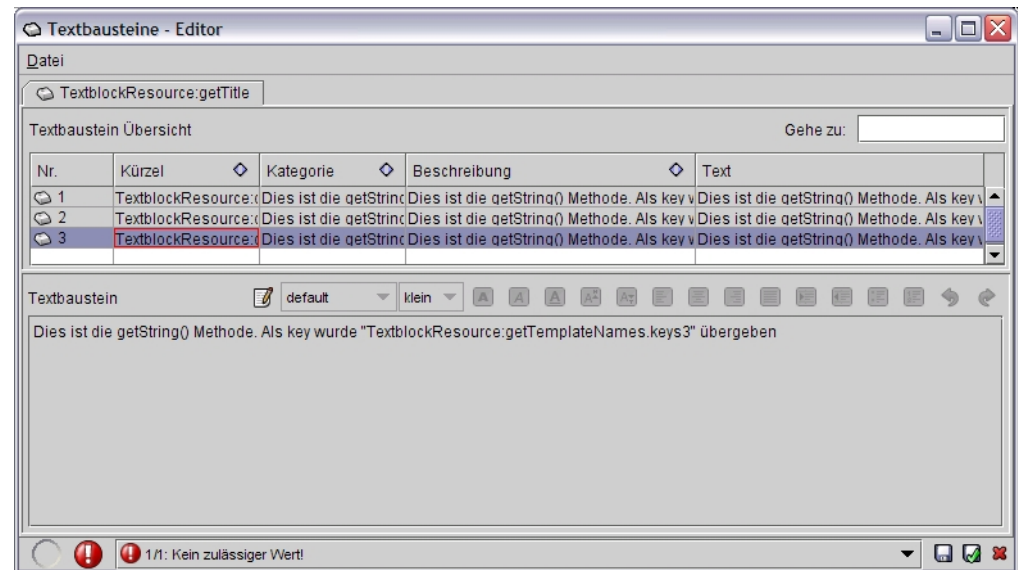 Textbausteine - Editor
Datei
TextblockResource:getTitle
Textbaustein Übersicht Gehe zu:
Nr. Kürzel Kategorie Beschreibung Text
1 TextblockResource: Dies ist die getString Dies ist die getString() Methode. Als key Dies ist die getString() Methode. Als key
2 TextblockResource: Dies ist die getString Dies ist die getString() Methode. Als key Dies ist die getString() Methode. Als key
3 TextblockResource: Dies ist die getString Dies ist die getString() Methode. Als key Dies ist die getString() Methode. Als key
Textbaustein default klein
Dies ist die getString() Methode. Als key wurde "TextblockResource:getTemplateNames.keys3" übergeben
1/1: Kein zulässiger Wert!